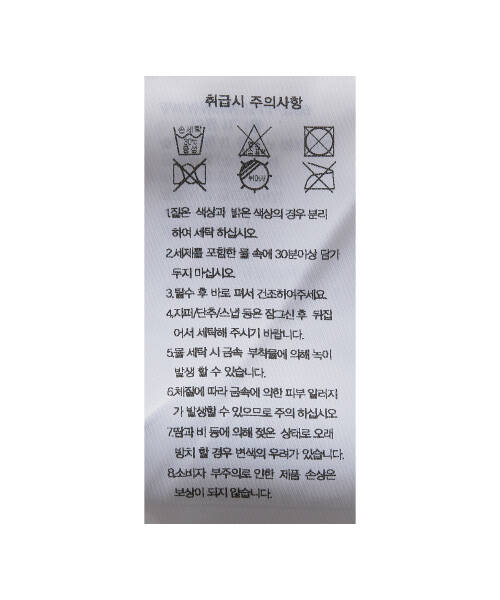 취급시 주의사항
손세탁
30℃
중성
1.짙은 색상과 밝은 색상의 경우 분리
하여 세탁 하십시오.
2.세제를 포함한 물 속에 30분이상 담가
두지 마십시오.
3.탈수 후 바로 펴서 건조하여주세요.
4.지퍼/단추/스냅 등은 잠그신 후 뒤집
어서 세탁해 주시기 바랍니다.
5.물 세탁 시 금속 부착물에 의해 녹이
발생 할 수 있습니다.
6.체질에 따라 금속에 의한 피부 알러지
가 발생할 수 있으므로 주의 하십시오
7.땀과 비 등에 의해 젖은 상태로 오래
방치 할 경우 변색의 우려가 있습니다.
8.소비자 부주의로 인한 제품 손상은
보상이 되지 않습니다.